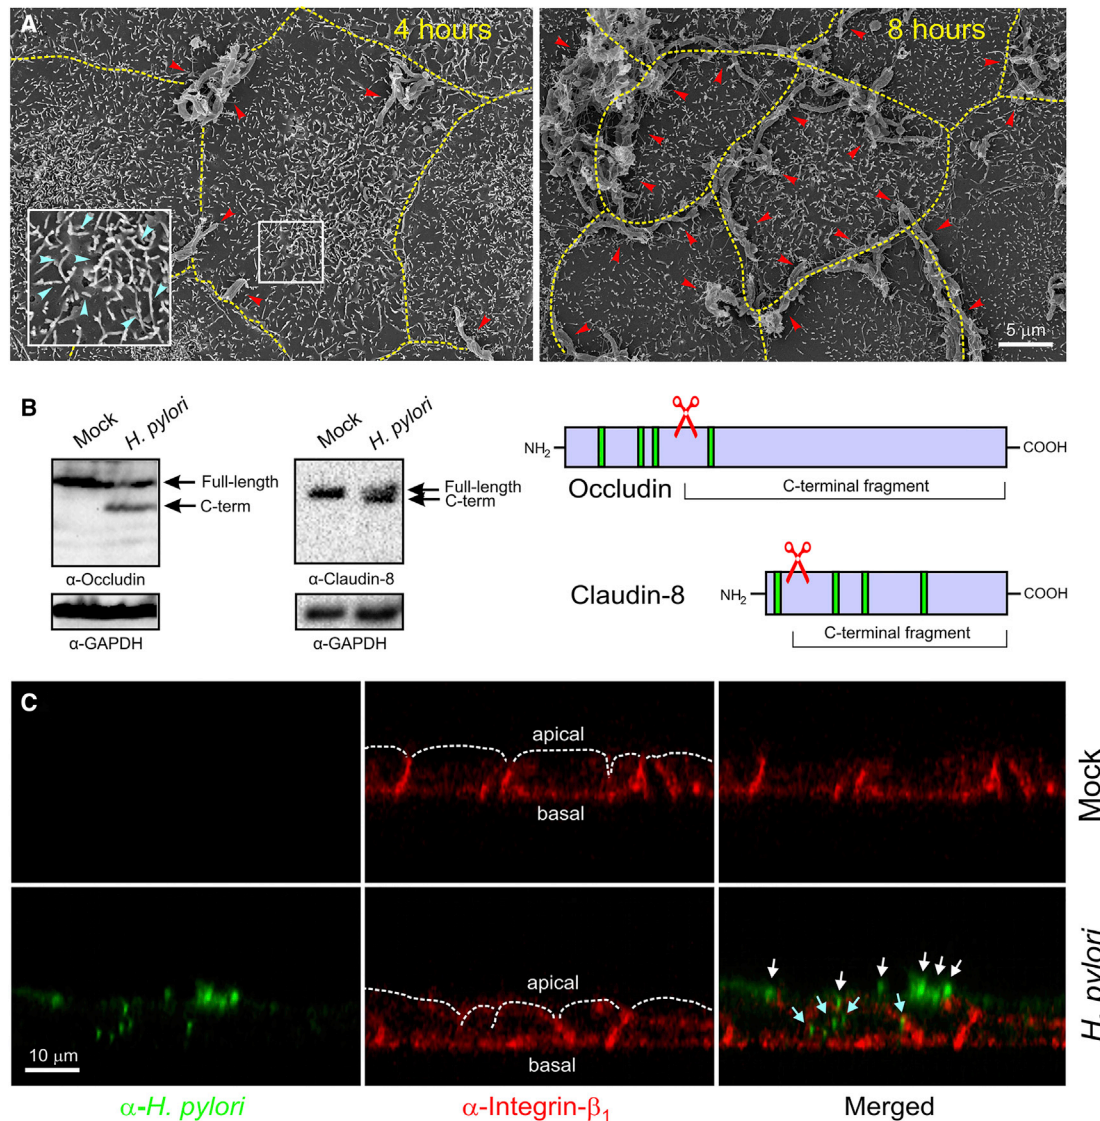 A
4 hours
8 hours
5 μm
B
Mock
H. pylori
Mock
H. pylori
Full-length
C-term
Full-length
C-term
α-Occludin
α-Claudin-8
α-GAPDH
α-GAPDH
NH2
COOH
Occludin
C-terminal fragment
Claudin-8
NH2
COOH
C-terminal fragment
C
apical
basal
Mock
apical
basal
10 μm
H. pylori
α-H. pylori
α-Integrin-β1
Merged